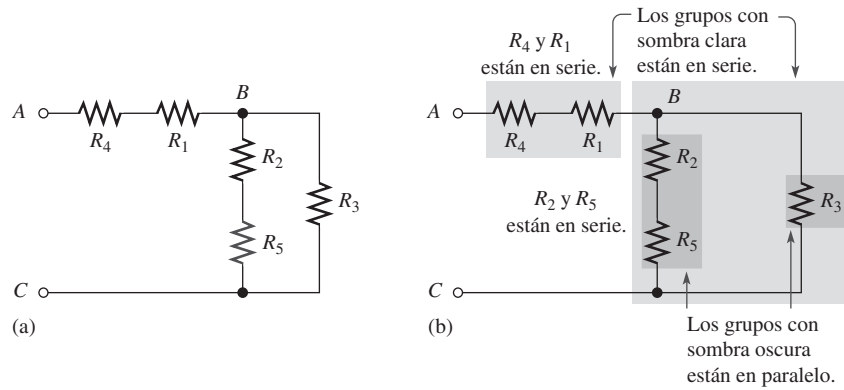 A
R4
R1
B
R2
R3
R5
C
(a)
Los grupos con
sombra clara
están en serie.
R4 y R1
están en serie.
A
R4
R1
B
R2
R3
R2 y R5
están en serie.
R5
C
(b)
Los grupos con
sombra oscura
están en paralelo.